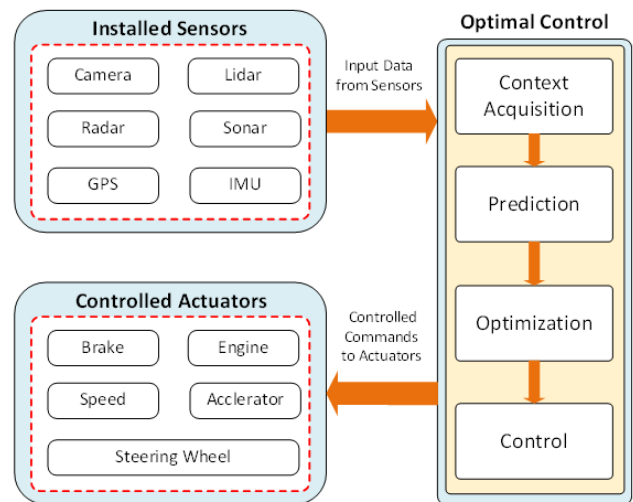 Installed Sensors
Camera
Lidar
Radar
Sonar
GPS
IMU
Input Data
from Sensors
Optimal Control
Context
Acquisition
Prediction
Optimization
Control
Controlled
Commands
to Actuators
Controlled Actuators
Brake
Engine
Speed
Acclerator
Steering Wheel